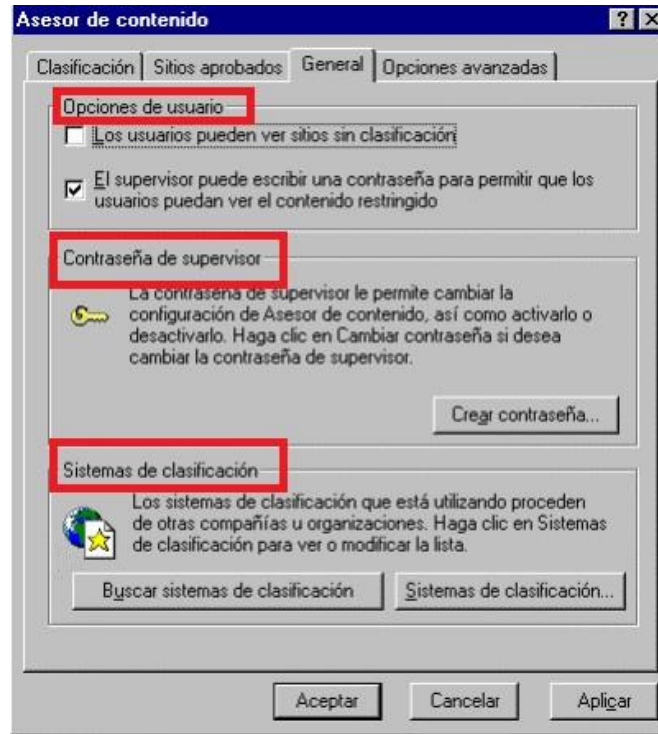 Asesor de contenido
Clasificación
Sitios aprobados
General
Opciones avanzadas
Opciones de usuario
Los usuarios pueden ver sitios sin clasificación
El supervisor puede escribir una contraseña para permitir que los
usuarios puedan ver el contenido restringido
Contraseña de supervisor
La contraseña de supervisor le permite cambiar la
configuración de Asesor de contenido, así como activarlo o
desactivarlo. Haga clic en Cambiar contraseña si desea
cambiar la contraseña de supervisor.
Crear contraseña...
Sistemas de clasificación
Los sistemas de clasificación que está utilizando proceden
de otras compañías u organizaciones. Haga clic en Sistemas
de clasificación para ver o modificar la lista.
Buscar sistemas de clasificación
Sistemas de clasificación...
Aceptar
Cancelar
Aplicar